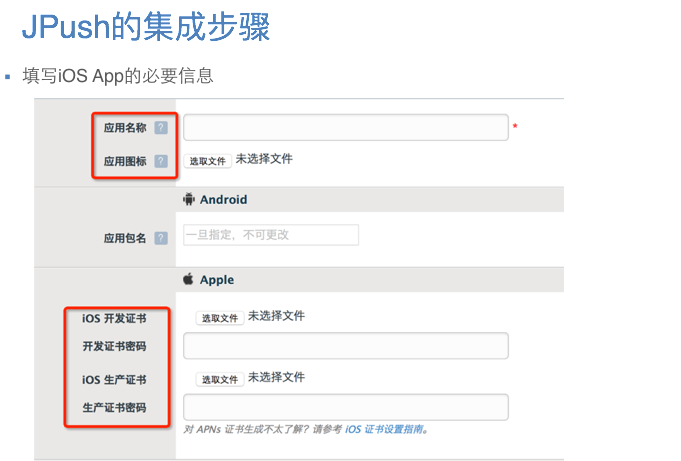 JPush的集成步骤
▪ 填写iOS App的必要信息
应用名称 ? *
应用图标 ? 选取文件 未选择文件
Android
应用包名 ? 一旦指定，不可更改
Apple
iOS 开发证书 选取文件 未选择文件
开发证书密码
iOS 生产证书 选取文件 未选择文件
生产证书密码
对 APNs 证书生成不太了解？请参考 iOS 证书设置指南。